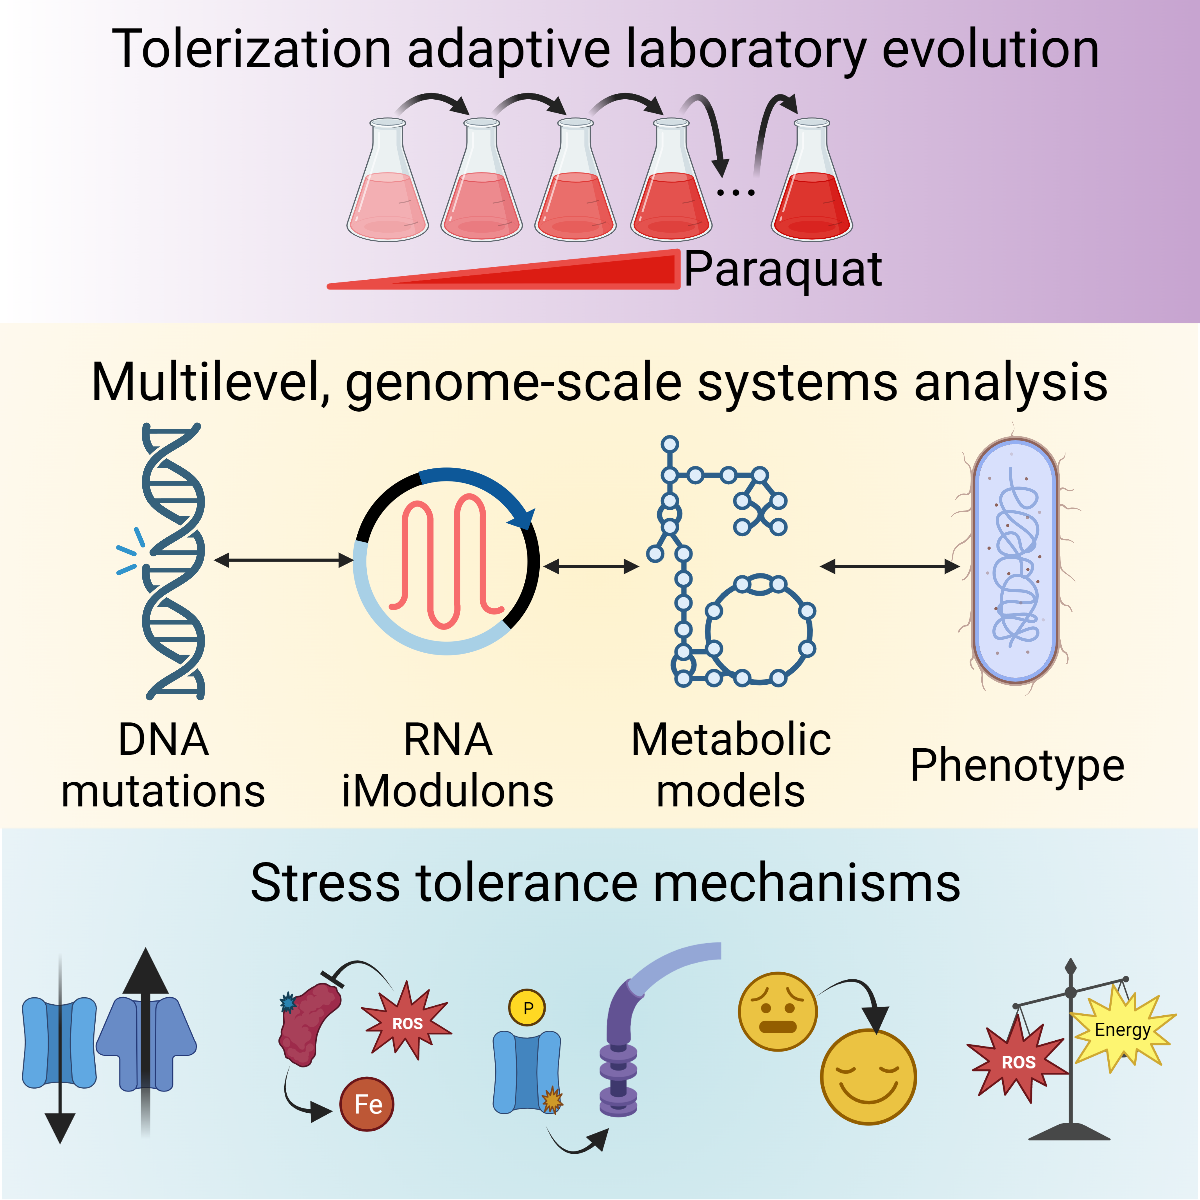 Tolerization adaptive laboratory evolution
...
Paraquat
Multilevel, genome-scale systems analysis
DNA
mutations
RNA
iModulons
Metabolic
models
Phenotype
Stress tolerance mechanisms
ROS
Fe
P
ROS
Energy